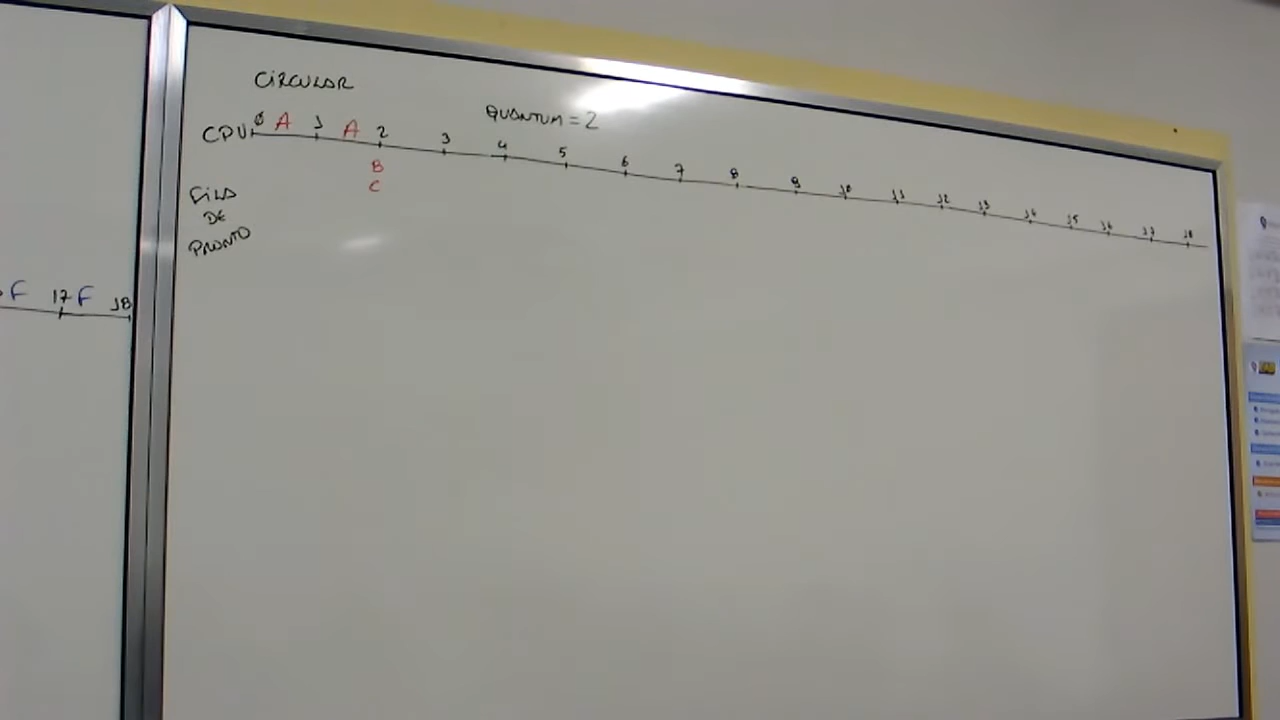 CIRCULAR
QUANTUM = 2
CPU 0 A 1 A 2 3 4 5 6 7 8 9 10 11 12 13 14 15 16 17 18
B
C
FILA
DE
PRONTO
F 17 F 18